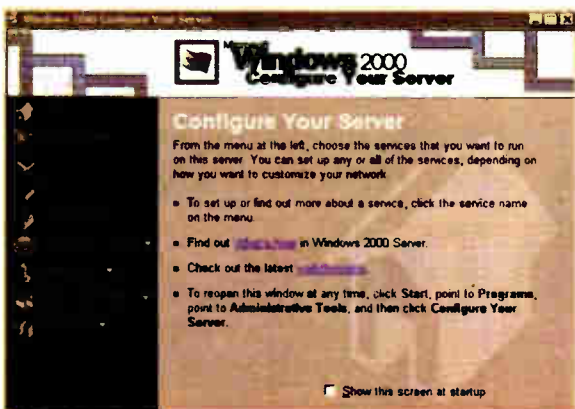 Windows 2000 Configure Your Server
Microsoft
Windows 2000
Configure Your Server
Configure Your Server
From the menu at the left, choose the services that you want to run
on this server. You can set up any or all of the services, depending on
how you want to customize your network.
To set up or find out more about a service, click the service name
on the menu.
Find out what's new in Windows 2000 Server.
Check out the latest
To reopen this window at any time, click Start, point to Programs,
point to Administrative Tools, and then click Configure Your
Server.
Show this screen at startup